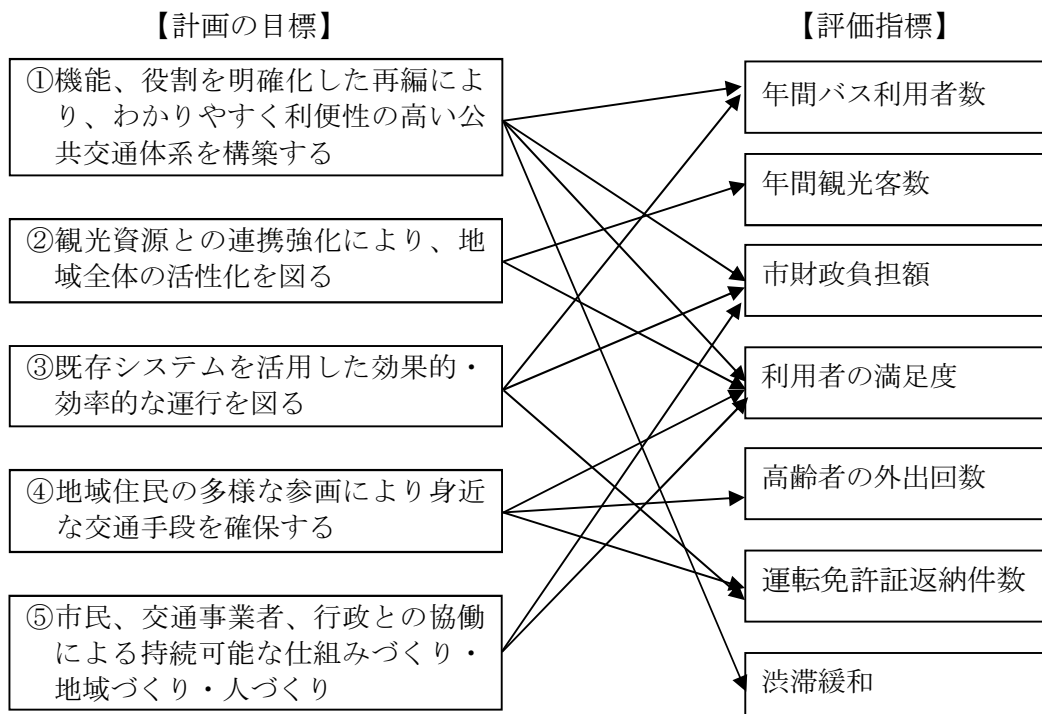 【計画の目標】
①機能、役割を明確化した再編によ
り、わかりやすく利便性の高い公
共交通体系を構築する
②観光資源との連携強化により、地
域全体の活性化を図る
③既存システムを活用した効果的・
効率的な運行を図る
④地域住民の多様な参画により身近
な交通手段を確保する
⑤市民、交通事業者、行政との協働
による持続可能な仕組みづくり・
地域づくり・人づくり
【評価指標】
年間バス利用者数
年間観光客数
市財政負担額
利用者の満足度
高齢者の外出回数
運転免許証返納件数
渋滞緩和